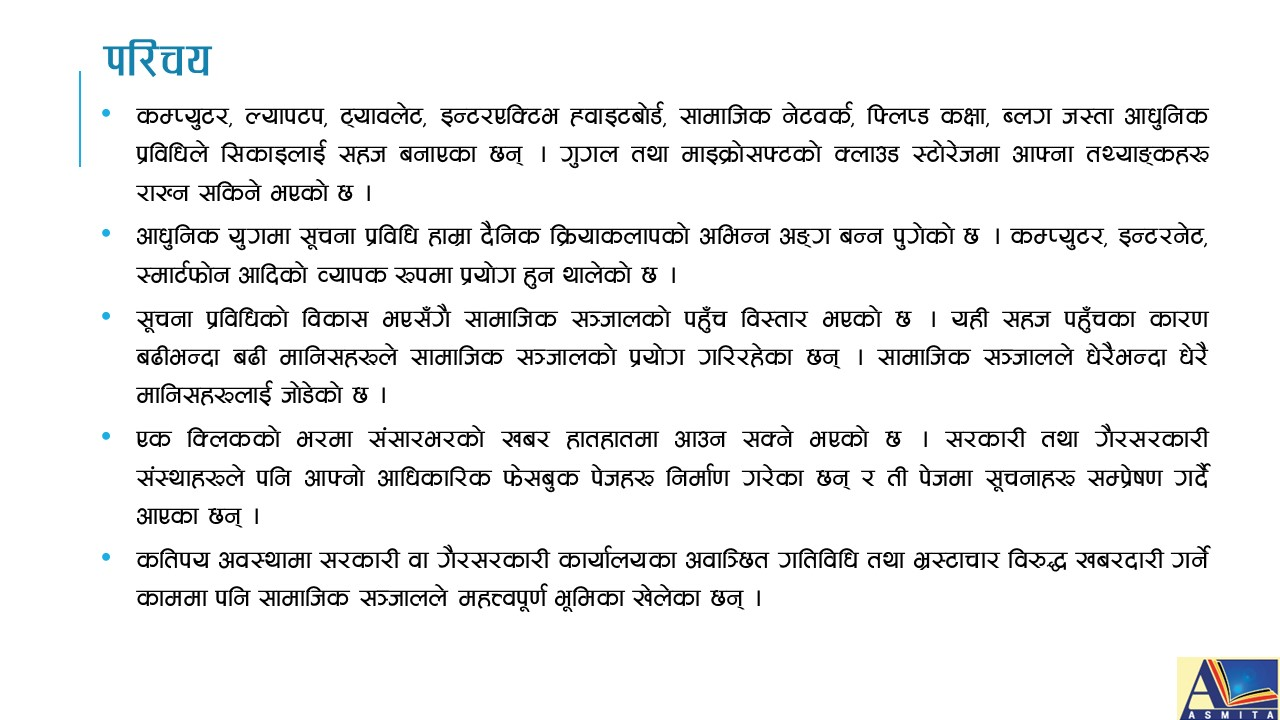 परिचय
• कम्प्युटर, ल्यापटप, ट्यावलेट, इन्टरएक्टिभ ह्वाइटबोर्ड, सामाजिक नेटवर्क, फ्लिप्ड कक्षा, ब्लग जस्ता आधुनिक
प्रविधिले सिकाइलाई सहज बनाएका छन् । गुगल तथा माइक्रोसफ्टको क्लाउड स्टोरेजमा आफ्ना तथ्याङ्कहरू
राख्न सकिने भएको छ ।
• आधुनिक युगमा सूचना प्रविधि हाम्रा दैनिक क्रियाकलापको अभिन्न अङ्ग बन्न पुगेको छ । कम्प्युटर, इन्टरनेट,
स्मार्टफोन आदिको व्यापक रुपमा प्रयोग हुन थालेको छ ।
• सूचना प्रविधिको विकास भएसँगै सामाजिक सञ्जालको पहुँच विस्तार भएको छ । यही सहज पहुँचका कारण
बढीभन्दा बढी मानिसहरूले सामाजिक सञ्जालको प्रयोग गरिरहेका छन् । सामाजिक सञ्जालले धेरैभन्दा धेरै
मानिसहरूलाई जोडेको छ ।
• एक क्लिकको भरमा संसारभरको खबर हातहातमा आउन सक्ने भएको छ । सरकारी तथा गैरसरकारी
संस्थाहरूले पनि आफ्नो आधिकारिक फेसबुक पेजहरू निर्माण गरेका छन् र ती पेजमा सूचनाहरू सम्प्रेषण गर्दै
आएका छन् ।
• कतिपय अवस्थामा सरकारी वा गैरसरकारी कार्यालयका अवाञ्छित गतिविधि तथा भ्रस्टाचार विरुद्ध खबरदारी गर्ने
काममा पनि सामाजिक सञ्जालले महत्त्वपूर्ण भूमिका खेलेका छन् ।
ASMITA